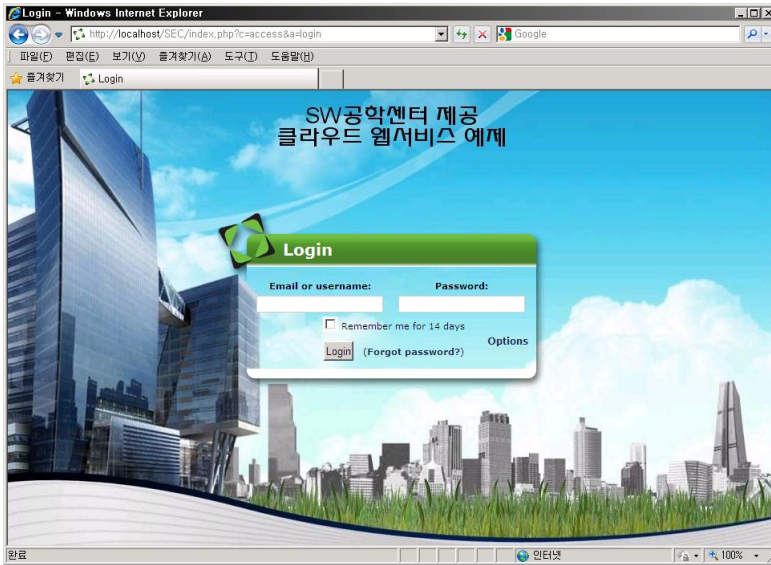 Login - Windows Internet Explorer
http://localhost/SEC/index.php?c=access&a=login
Google
파일(F) 편집(E) 보기(V) 즐겨찾기(A) 도구(T) 도움말(H)
즐겨찾기 Login
SW공학센터 제공
클라우드 웹서비스 예제
Login
Email or username: Password:
Remember me for 14 days
Options
Login (Forgot password?)
완료 인터넷 100%